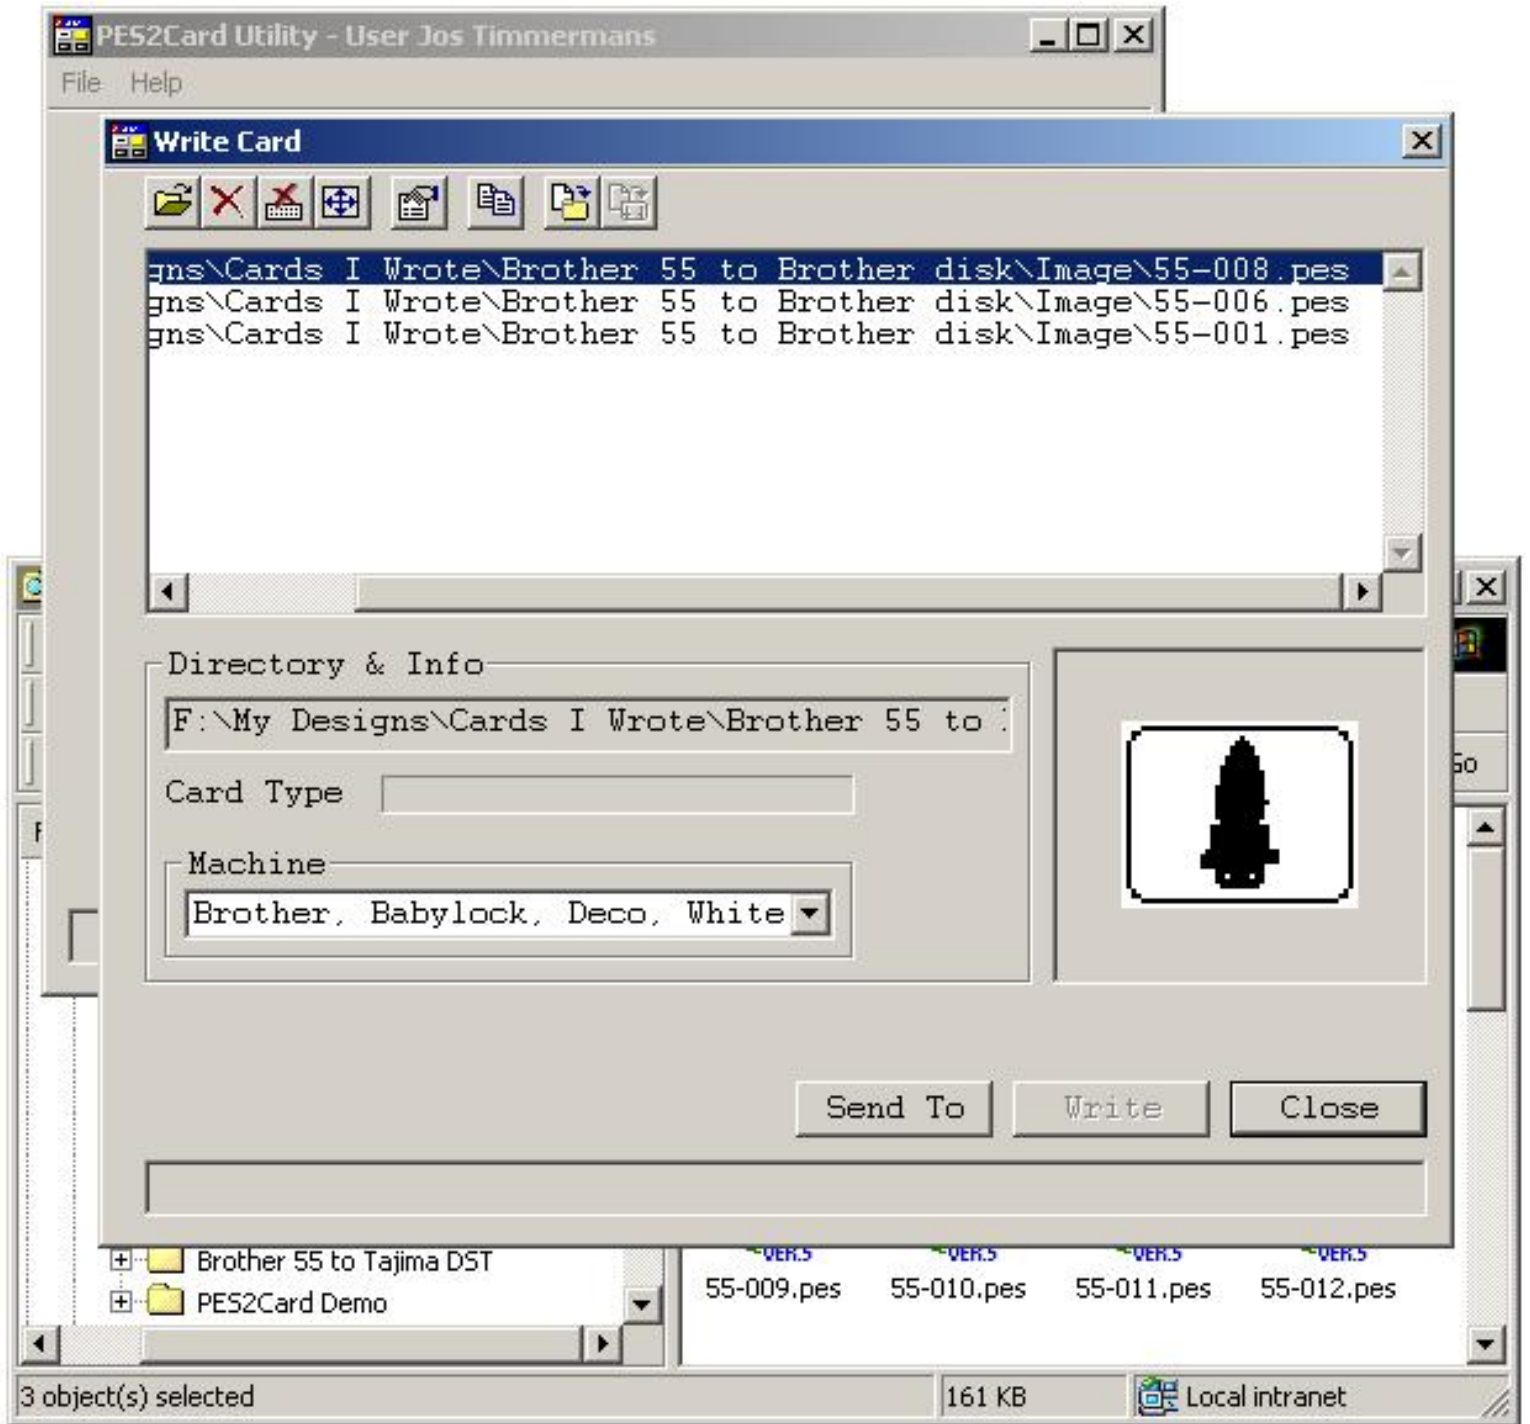 PES2Card Utility - User Jos Timmermans
File Help
Write Card
gns\Cards I Wrote\Brother 55 to Brother disk\Image\55-008.pes
gns\Cards I Wrote\Brother 55 to Brother disk\Image\55-006.pes
gns\Cards I Wrote\Brother 55 to Brother disk\Image\55-001.pes
Directory & Info
F:\My Designs\Cards I Wrote\Brother 55 to
Card Type
Machine
Brother, Babylock, Deco, White
Send To Write Close
Brother 55 to Tajima DST
PES2Card Demo
VER.5 VER.5 VER.5 VER.5
55-009.pes 55-010.pes 55-011.pes 55-012.pes
3 object(s) selected 161 KB Local intranet